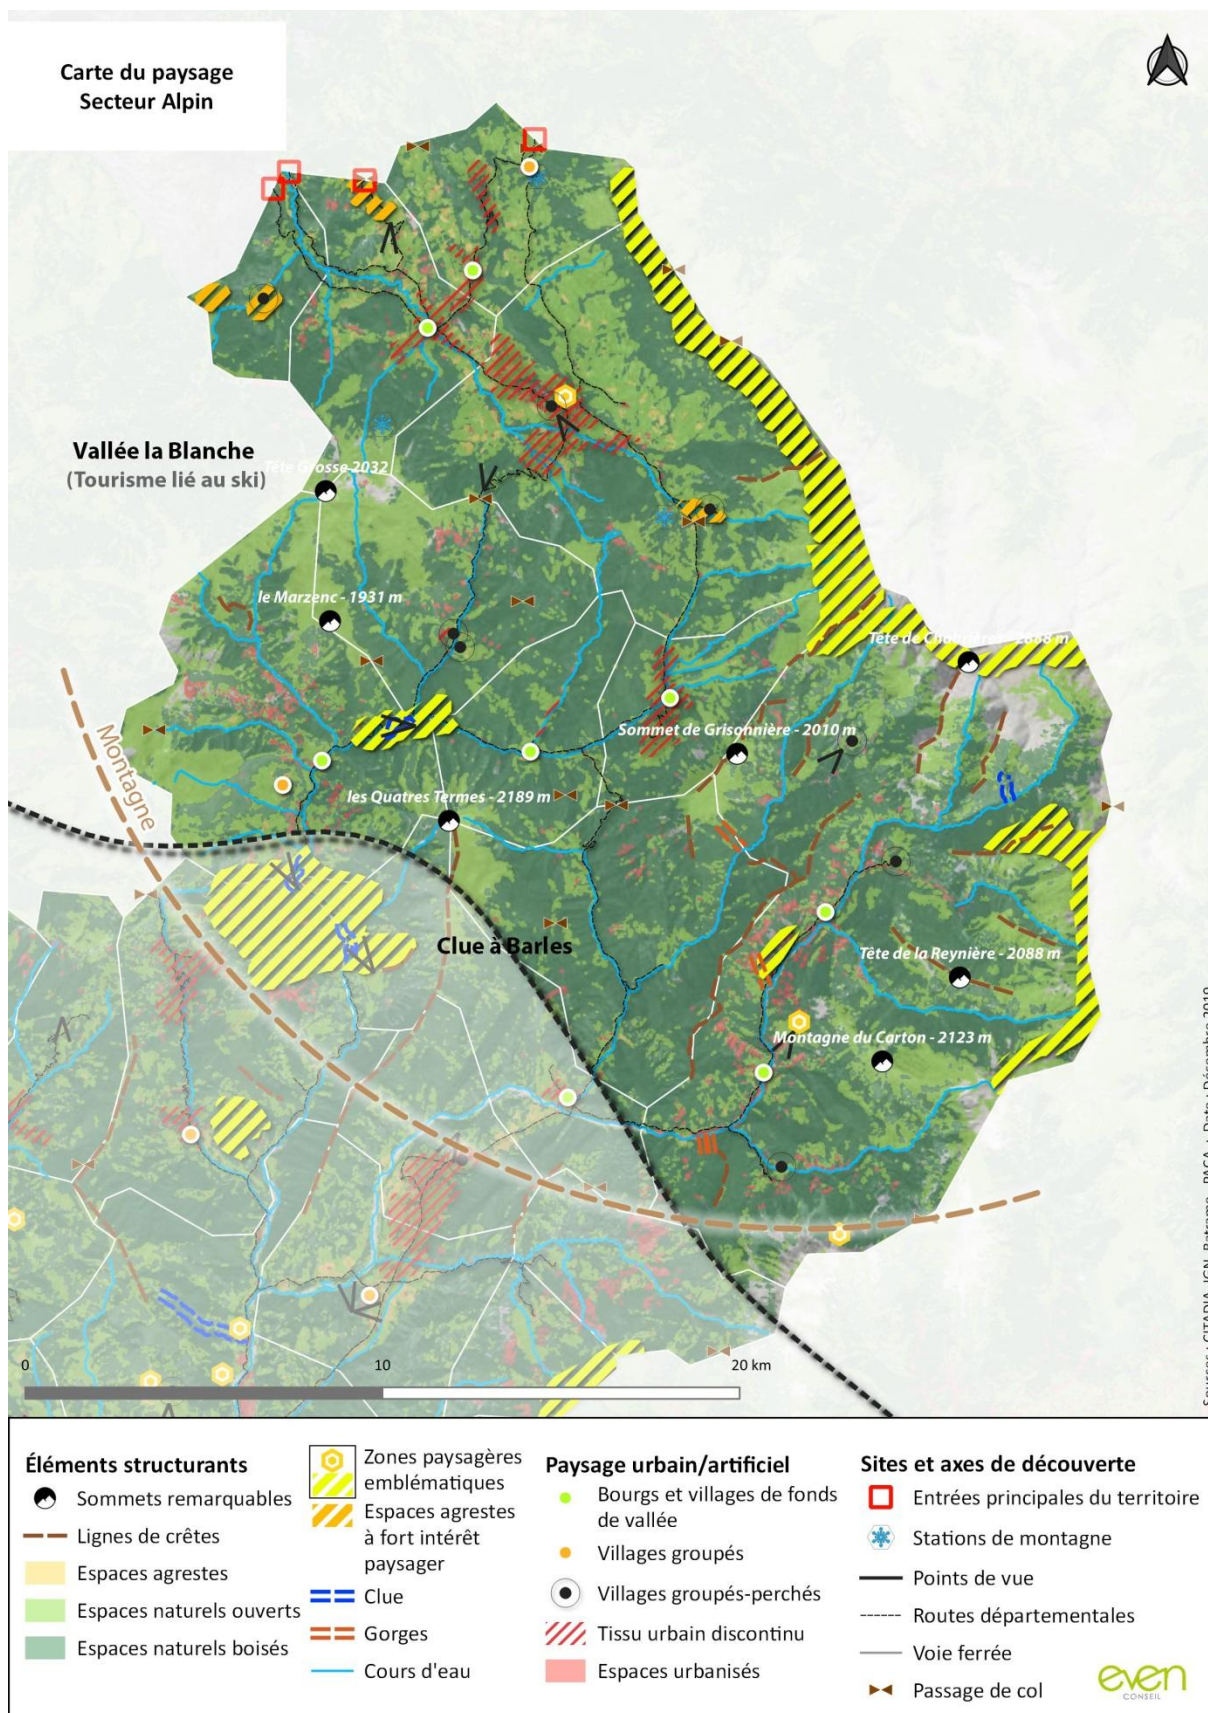 Carte du paysage
Secteur Alpin
Vallée la Blanche
(Tourisme lié au ski)
Tête Grosse 2032
le Marzenc - 1931 m
Tête de Chabrières - 2688 m
Sommet de Grisonnière - 2010 m
Montagne
les Quatres Termes - 2189 m
Clue à Barles
Tête de la Reynière - 2088 m
Montagne du Carton - 2123 m
0 10 20 km
Éléments structurants
Sommets remarquables
Lignes de crêtes
Espaces agrestes
Espaces naturels ouverts
Espaces naturels boisés
Zones paysagères
emblématiques
Espaces agrestes
à fort intérêt
paysager
Clue
Gorges
Cours d'eau
Paysage urbain/artificiel
Bourgs et villages de fonds
de vallée
Villages groupés
Villages groupés-perchés
Tissu urbain discontinu
Espaces urbanisés
Sites et axes de découverte
Entrées principales du territoire
Stations de montagne
Points de vue
Routes départementales
Voie ferrée
Passage de col
even
CONSEIL